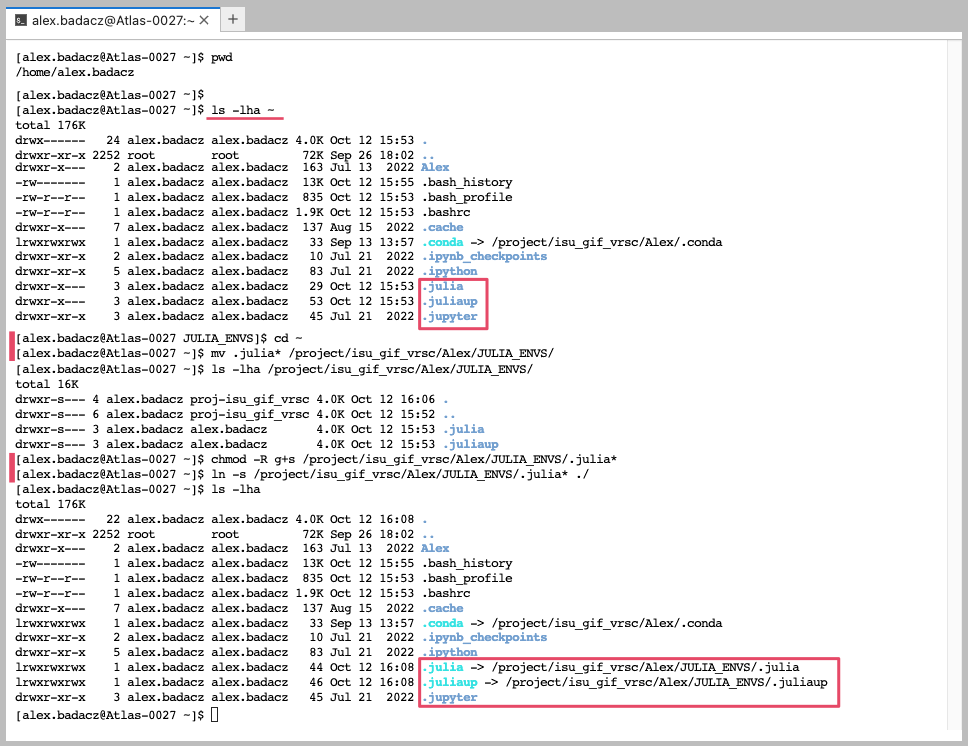 alex.badacz@Atlas-0027:~ × +
[alex.badacz@Atlas-0027 ~]$ pwd
/home/alex.badacz
[alex.badacz@Atlas-0027 ~]$
[alex.badacz@Atlas-0027 ~]$ ls -lha ~
total 176K
drwx------   24 alex.badacz alex.badacz 4.0K Oct 12 15:53 .
drwxr-xr-x 2252 root        root         72K Sep 26 18:02 ..
drwxr-x---    2 alex.badacz alex.badacz  163 Jul 13  2022 Alex
-rw-------    1 alex.badacz alex.badacz  13K Oct 12 15:55 .bash_history
-rw-r--r--    1 alex.badacz alex.badacz  835 Oct 12 15:53 .bash_profile
-rw-r--r--    1 alex.badacz alex.badacz 1.9K Oct 12 15:53 .bashrc
drwxr-x---    7 alex.badacz alex.badacz  137 Aug 15  2022 .cache
lrwxrwxrwx    1 alex.badacz alex.badacz   33 Sep 13 13:57 .conda -> /project/isu_gif_vrsc/Alex/.conda
drwxr-xr-x    2 alex.badacz alex.badacz   10 Jul 21  2022 .ipynb_checkpoints
drwxr-xr-x    5 alex.badacz alex.badacz   83 Jul 21  2022 .ipython
drwxr-x---    3 alex.badacz alex.badacz   29 Oct 12 15:53 .julia
drwxr-x---    3 alex.badacz alex.badacz   53 Oct 12 15:53 .juliaup
drwxr-xr-x    3 alex.badacz alex.badacz   45 Jul 21  2022 .jupyter
[alex.badacz@Atlas-0027 JULIA_ENVS]$ cd ~
[alex.badacz@Atlas-0027 ~]$ mv .julia* /project/isu_gif_vrsc/Alex/JULIA_ENVS/
[alex.badacz@Atlas-0027 ~]$ ls -lha /project/isu_gif_vrsc/Alex/JULIA_ENVS/
total 16K
drwxr-s--- 4 alex.badacz proj-isu_gif_vrsc 4.0K Oct 12 16:06 .
drwxr-s--- 6 alex.badacz proj-isu_gif_vrsc 4.0K Oct 12 15:52 ..
drwxr-s--- 3 alex.badacz alex.badacz       4.0K Oct 12 15:53 .julia
drwxr-s--- 3 alex.badacz alex.badacz       4.0K Oct 12 15:53 .juliaup
[alex.badacz@Atlas-0027 ~]$ chmod -R g+s /project/isu_gif_vrsc/Alex/JULIA_ENVS/.julia*
[alex.badacz@Atlas-0027 ~]$ ln -s /project/isu_gif_vrsc/Alex/JULIA_ENVS/.julia* ./
[alex.badacz@Atlas-0027 ~]$ ls -lha
total 176K
drwx------   22 alex.badacz alex.badacz 4.0K Oct 12 16:08 .
drwxr-xr-x 2252 root        root         72K Sep 26 18:02 ..
drwxr-x---    2 alex.badacz alex.badacz  163 Jul 13  2022 Alex
-rw-------    1 alex.badacz alex.badacz  13K Oct 12 15:55 .bash_history
-rw-r--r--    1 alex.badacz alex.badacz  835 Oct 12 15:53 .bash_profile
-rw-r--r--    1 alex.badacz alex.badacz 1.9K Oct 12 15:53 .bashrc
drwxr-x---    7 alex.badacz alex.badacz  137 Aug 15  2022 .cache
lrwxrwxrwx    1 alex.badacz alex.badacz   33 Sep 13 13:57 .conda -> /project/isu_gif_vrsc/Alex/.conda
drwxr-xr-x    2 alex.badacz alex.badacz   10 Jul 21  2022 .ipynb_checkpoints
drwxr-xr-x    5 alex.badacz alex.badacz   83 Jul 21  2022 .ipython
lrwxrwxrwx    1 alex.badacz alex.badacz   44 Oct 12 16:08 .julia -> /project/isu_gif_vrsc/Alex/JULIA_ENVS/.julia
lrwxrwxrwx    1 alex.badacz alex.badacz   46 Oct 12 16:08 .juliaup -> /project/isu_gif_vrsc/Alex/JULIA_ENVS/.juliaup
drwxr-xr-x    3 alex.badacz alex.badacz   45 Jul 21  2022 .jupyter
[alex.badacz@Atlas-0027 ~]$